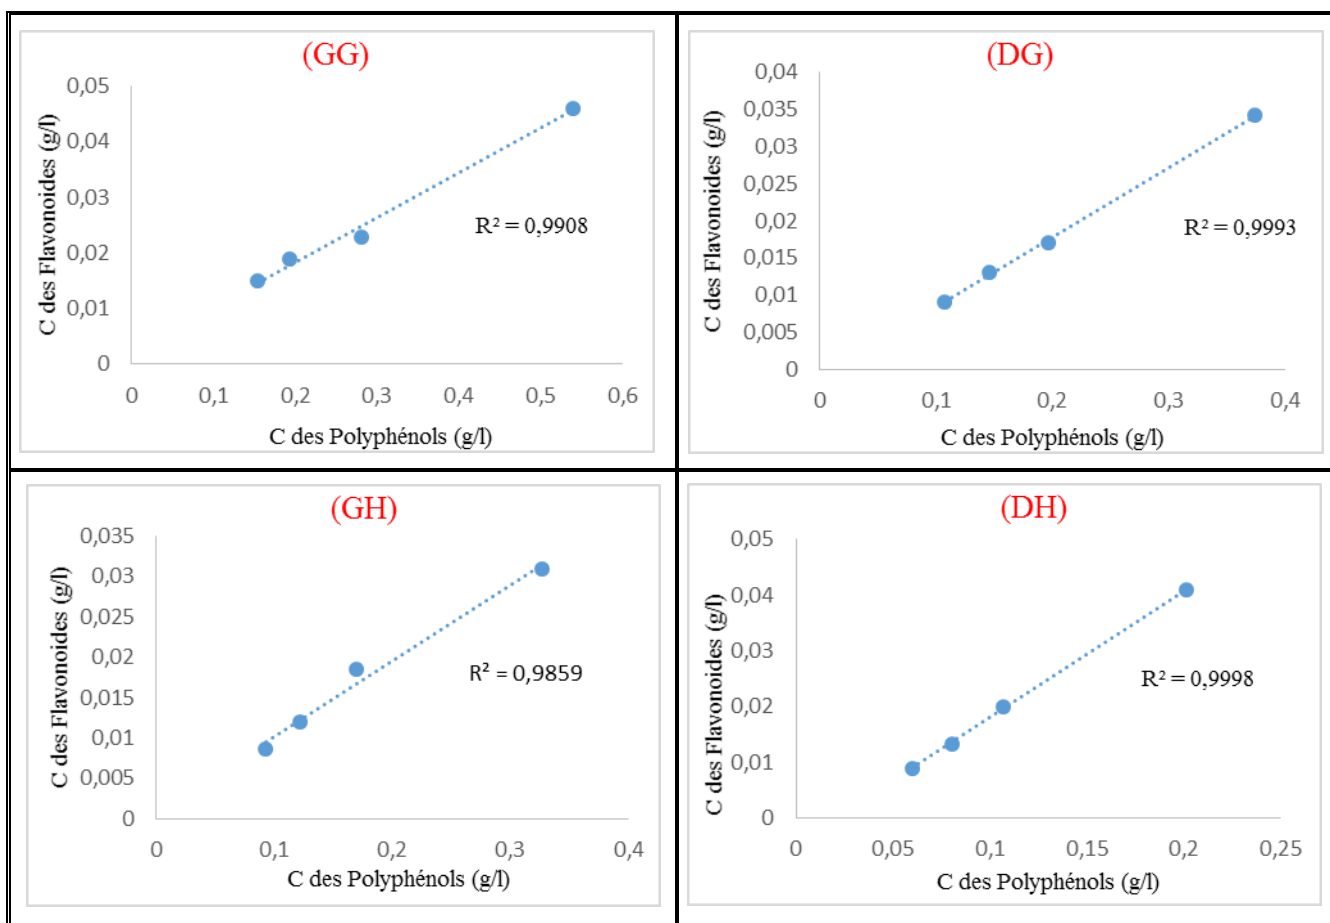 (GG)
C des Flavonoides (g/l)
0,05
0,04
0,03
0,02
0,01
0
R² = 0,9908
0 0,1 0,2 0,3 0,4 0,5 0,6
C des Polyphénols (g/l)
(DG)
C des Flavonoides (g/l)
0,04
0,035
0,03
0,025
0,02
0,015
0,01
0,005
0
R² = 0,9993
0 0,1 0,2 0,3 0,4
C des Polyphénols (g/l)
(GH)
C des Flavonoides (g/l)
0,035
0,03
0,025
0,02
0,015
0,01
0,005
0
R² = 0,9859
0 0,1 0,2 0,3 0,4
C des Polyphénols (g/l)
(DH)
C des Flavonoides (g/l)
0,05
0,04
0,03
0,02
0,01
0
R² = 0,9998
0 0,05 0,1 0,15 0,2 0,25
C des Polyphénols (g/l)